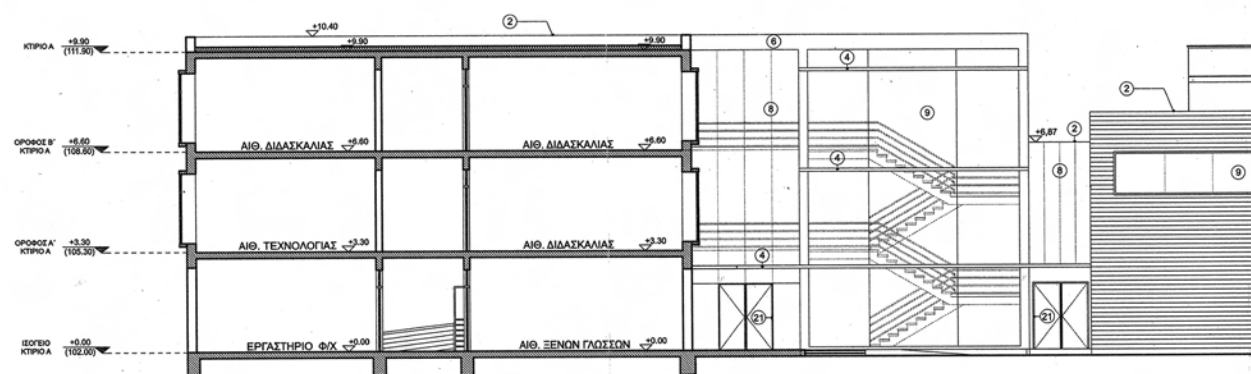 +10.40
2
ΚΤΙΡΙΟ Α +9.90
(111.90)
+9.90
+9.90
6
4
8
9
2
ΟΡΟΦΟΣ Β' +6.60
ΚΤΙΡΙΟ Α (108.60)
ΑΙΘ. ΔΙΔΑΣΚΑΛΙΑΣ +6.60
ΑΙΘ. ΔΙΔΑΣΚΑΛΙΑΣ +6.60
+6,87
2
4
8
9
ΟΡΟΦΟΣ Α' +3.30
ΚΤΙΡΙΟ Α (105.30)
ΑΙΘ. ΤΕΧΝΟΛΟΓΙΑΣ +3.30
ΑΙΘ. ΔΙΔΑΣΚΑΛΙΑΣ +3.30
4
21
21
ΙΣΟΓΕΙΟ +0.00
ΚΤΙΡΙΟ Α (102.00)
ΕΡΓΑΣΤΗΡΙΟ Φ/Χ +0.00
ΑΙΘ. ΞΕΝΩΝ ΓΛΩΣΣΩΝ +0.00